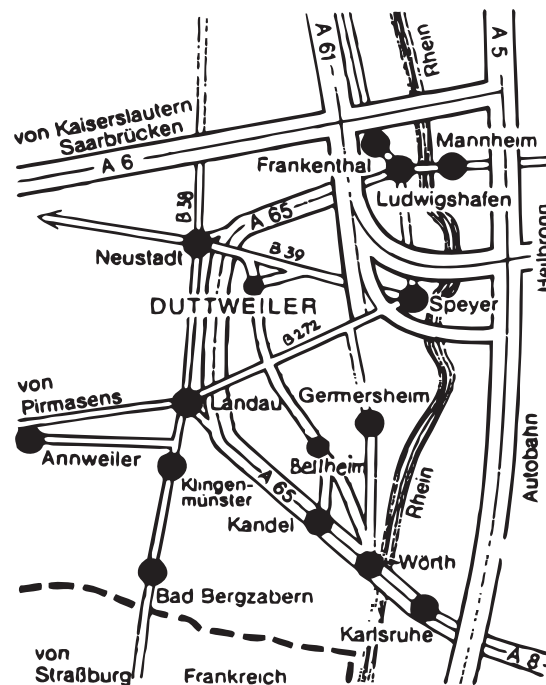 A 61
Rhein
A 5
von Kaiserslautern
Saarbrücken
A 6
Mannheim
Frankenthal
Ludwigshafen
B 38
A 65
Neustadt
B 39
Heilbronn
DUTTWEILER
Speyer
B 272
von
Pirmasens
Landau
Germersheim
Annweiler
Bellheim
Klingen-
münster
A 65
Rhein
Autobahn
Kandel
Wörth
Bad Bergzabern
Karlsruhe
A 8
von
Straßburg
Frankreich